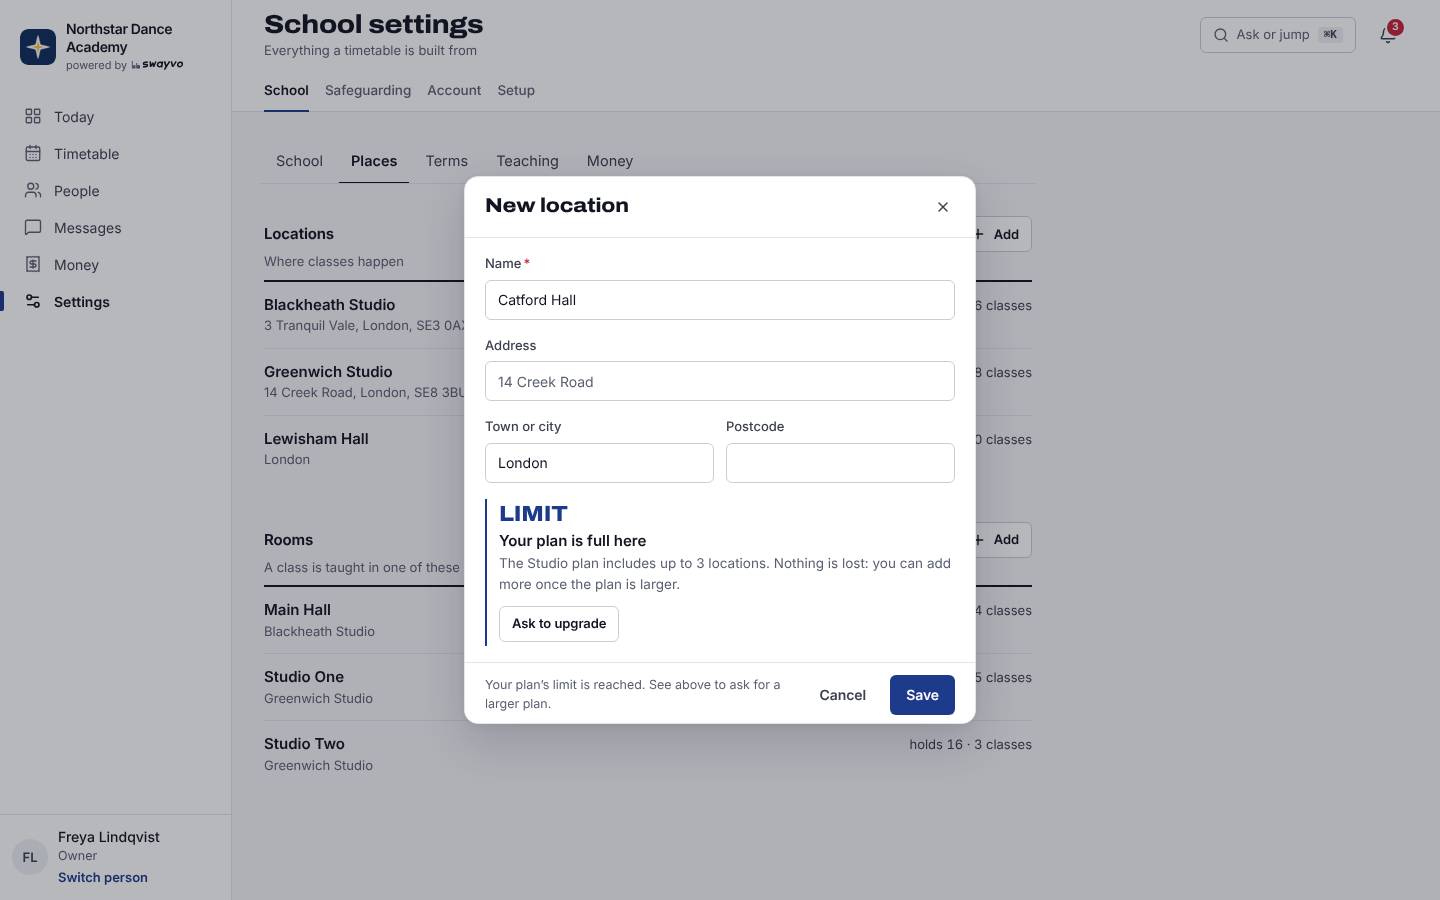 Northstar Dance
Academy
powered by swayvo
Today
Timetable
People
Messages
Money
Settings
FL
Freya Lindqvist
Owner
Switch person
School settings
Everything a timetable is built from
Ask or jump ⌘K
3
School Safeguarding Account Setup
School Places Terms Teaching Money
Locations
Where classes happen
Add
Blackheath Studio
3 Tranquil Vale, London, SE3 0A
6 classes
Greenwich Studio
14 Creek Road, London, SE8 3BU
8 classes
Lewisham Hall
London
0 classes
Rooms
A class is taught in one of these
Add
Main Hall
Blackheath Studio
4 classes
Studio One
Greenwich Studio
5 classes
Studio Two
Greenwich Studio
holds 16 · 3 classes
New location
Name *
Catford Hall
Address
14 Creek Road
Town or city Postcode
London
LIMIT
Your plan is full here
The Studio plan includes up to 3 locations. Nothing is lost: you can add
more once the plan is larger.
Ask to upgrade
Your plan’s limit is reached. See above to ask for a
larger plan.
Cancel Save